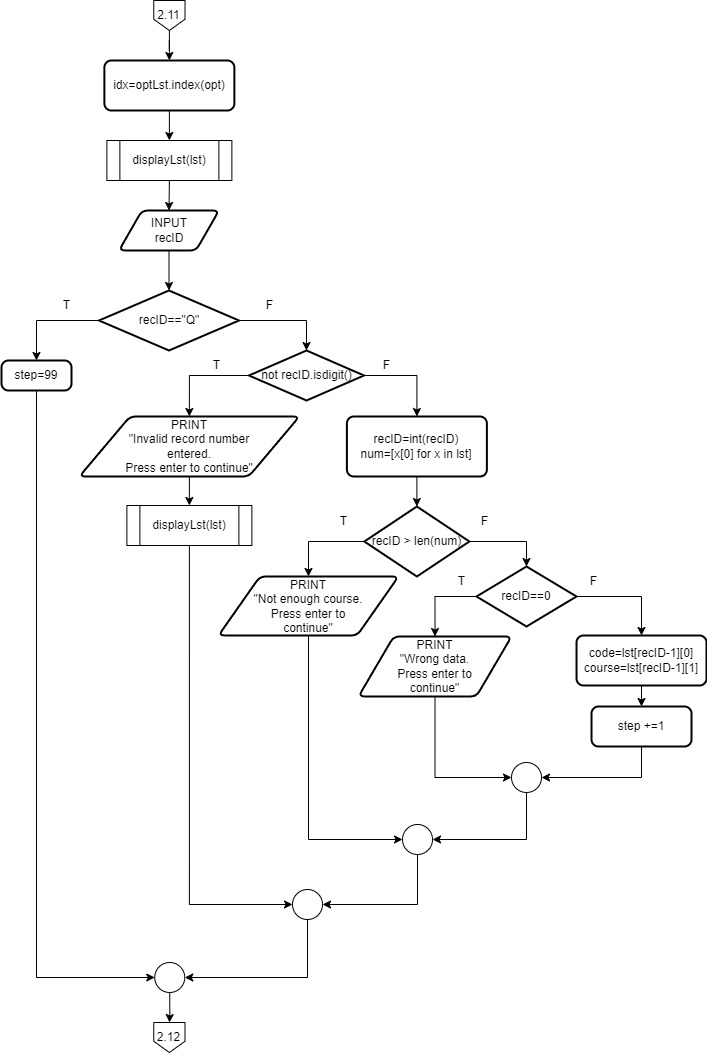 2.11
idx=optLst.index(opt)
displayLst(lst)
INPUT
recID
recID=="Q"
T
F
step=99
not recID.isdigit()
T
F
PRINT
"Invalid record number
entered.
Press enter to continue"
displayLst(lst)
recID=int(recID)
num=[x[0] for x in lst]
recID > len(num)
T
F
PRINT
"Not enough course.
Press enter to
continue"
recID==0
T
F
PRINT
"Wrong data.
Press enter to
continue"
code=lst[recID-1][0]
course=lst[recID-1][1]
step +=1
2.12